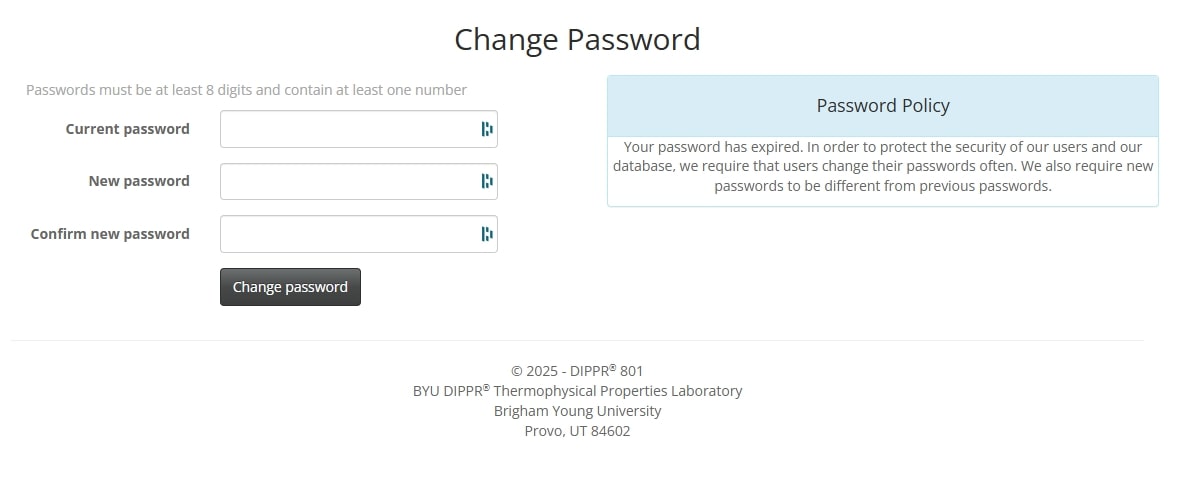 Change Password
Passwords must be at least 8 digits and contain at least one number
Current password
New password
Confirm new password
Change password
Password Policy
Your password has expired. In order to protect the security of our users and our
database, we require that users change their passwords often. We also require new
passwords to be different from previous passwords.
© 2025 - DIPPR® 801
BYU DIPPR® Thermophysical Properties Laboratory
Brigham Young University
Provo, UT 84602